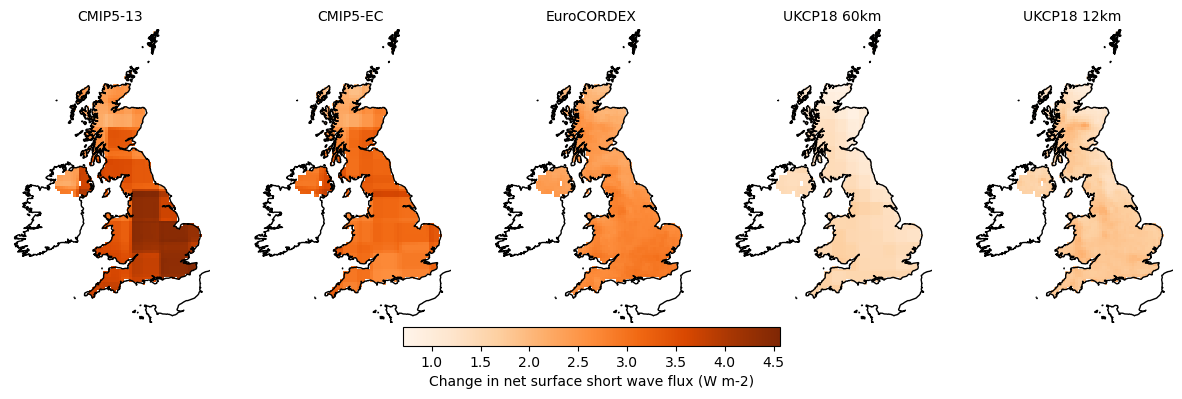 CMIP5-13 CMIP5-EC EuroCORDEX UKCP18 60km UKCP18 12km
1.0 1.5 2.0 2.5 3.0 3.5 4.0 4.5
Change in net surface short wave flux (W m-2)